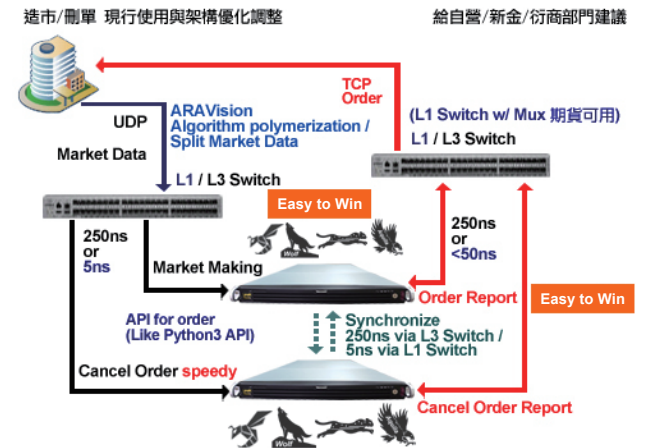 造市/刪單 現行使用與架構優化調整
給自營/新金/衍商部門建議
TCP
Order
UDP
Market Data
ARAVision
Algorithm polymerization /
Split Market Data
(L1 Switch w/ Mux 期貨可用)
L1 / L3 Switch
L1 / L3 Switch
Easy to Win
250ns
or
5ns
250ns
or
<50ns
Wolf
Market Making
Order Report
Easy to Win
API for order
(Like Python3 API)
Synchronize
250ns via L3 Switch /
5ns via L1 Switch
Cancel Order speedy
Cancel Order Report
Wolf